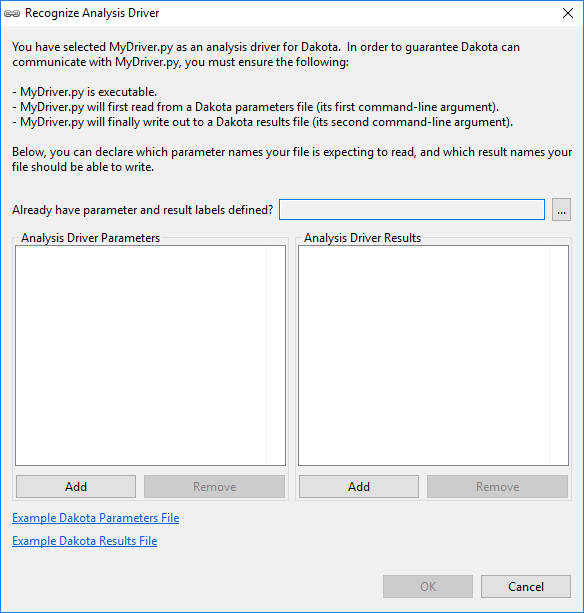 Recognize Analysis Driver
You have selected MyDriver.py as an analysis driver for Dakota.  In order to guarantee Dakota can
communicate with MyDriver.py, you must ensure the following:
- MyDriver.py is executable.
- MyDriver.py will first read from a Dakota parameters file (its first command-line argument).
- MyDriver.py will finally write out to a Dakota results file (its second command-line argument).
Below, you can declare which parameter names your file is expecting to read, and which result names your
file should be able to write.
Already have parameter and result labels defined? ...
Analysis Driver Parameters Analysis Driver Results
Add Remove Add Remove
Example Dakota Parameters File
Example Dakota Results File
OK Cancel